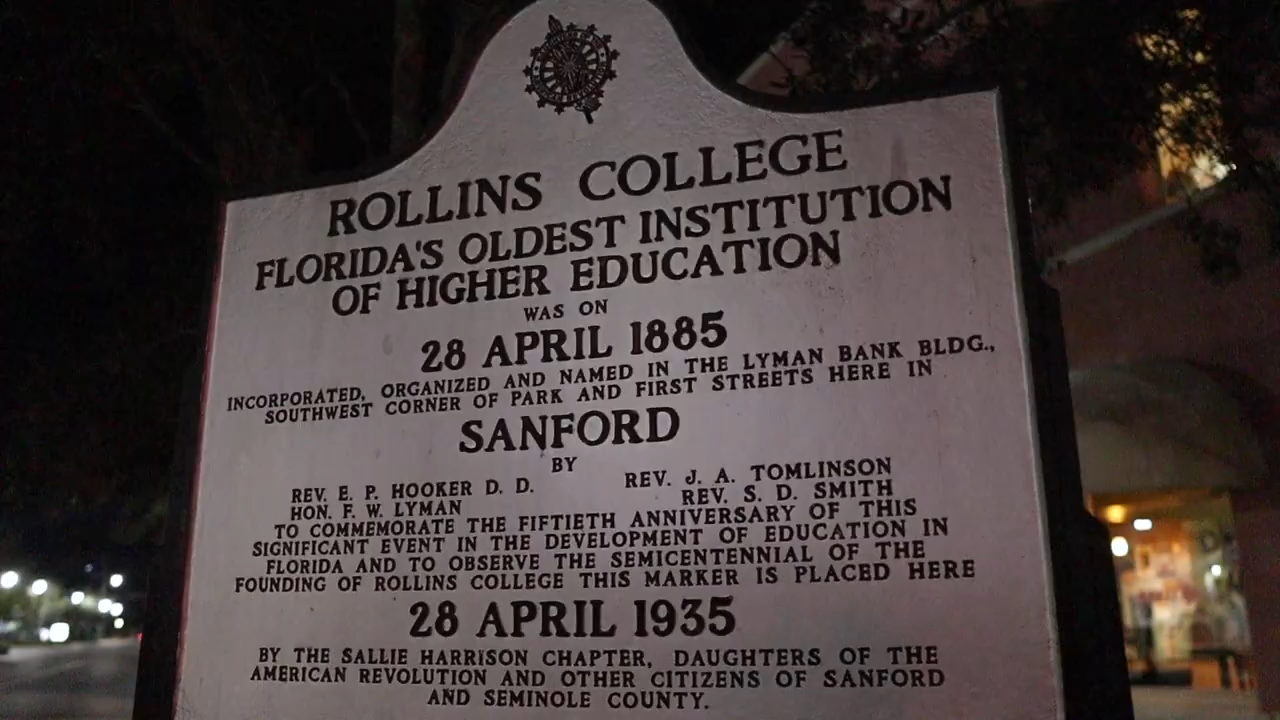 ROLLINS COLLEGE
FLORIDA'S OLDEST INSTITUTION
OF HIGHER EDUCATION
WAS ON
28 APRIL 1885
INCORPORATED, ORGANIZED AND NAMED IN THE LYMAN BANK BLDG.,
SOUTHWEST CORNER OF PARK AND FIRST STREETS HERE IN
SANFORD
BY
REV. E. P. HOOKER D. D. REV. J. A. TOMLINSON
HON. F. W. LYMAN REV. S. D. SMITH
TO COMMEMORATE THE FIFTIETH ANNIVERSARY OF THIS
SIGNIFICANT EVENT IN THE DEVELOPMENT OF EDUCATION IN
FLORIDA AND TO OBSERVE THE SEMICENTENNIAL OF THE
FOUNDING OF ROLLINS COLLEGE THIS MARKER IS PLACED HERE
28 APRIL 1935
BY THE SALLIE HARRISON CHAPTER, DAUGHTERS OF THE
AMERICAN REVOLUTION AND OTHER CITIZENS OF SANFORD
AND SEMINOLE COUNTY.